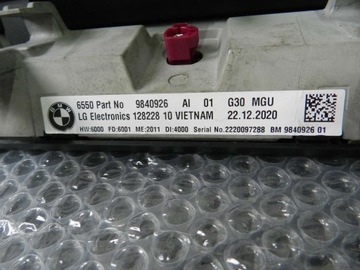 BMW
6550 Part No 9840926 AI 01 G30 MGU
LG Electronics 128228 10 VIETNAM 22.12.2020
HW:6000 FD:6001 ME:2011 DI:4000 Serial No.2220097288 BM 9840926 01